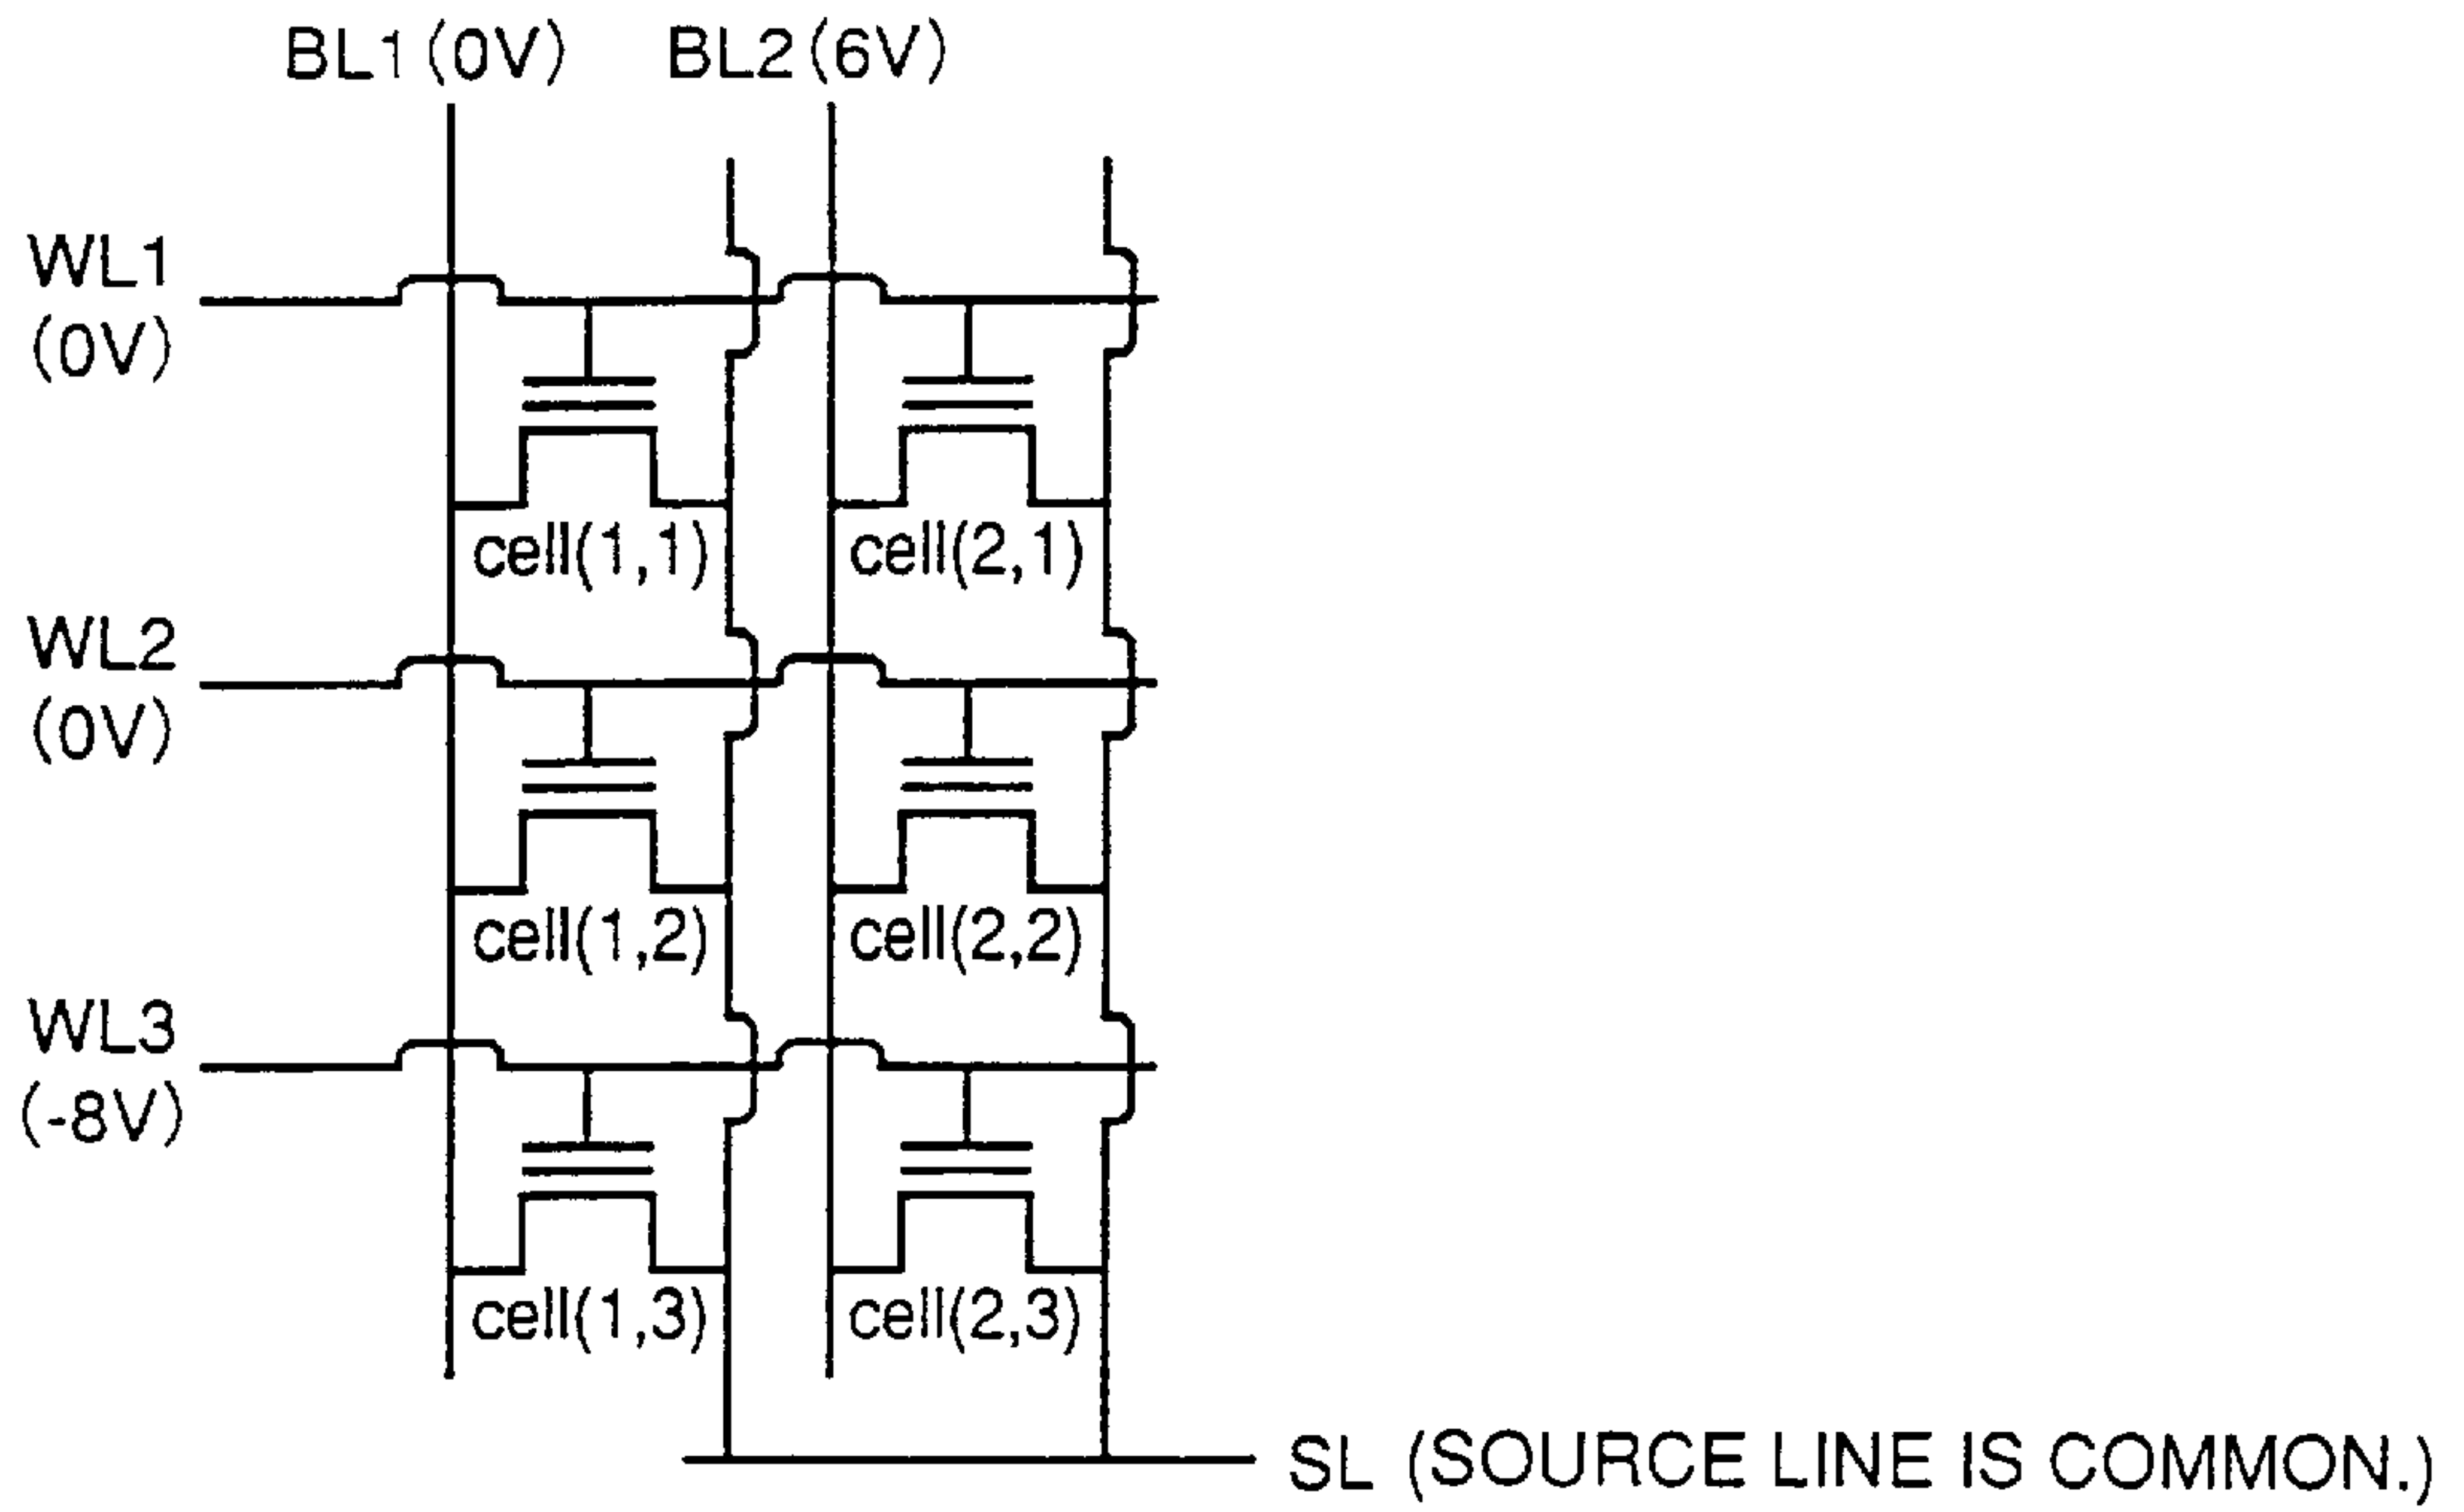 BL1(0V) BL2(6V)
WL1
(0V)
cell(1,1) cell(2,1)
WL2
(0V)
cell(1,2) cell(2,2)
WL3
(-8V)
cell(1,3) cell(2,3)
SL (SOURCE LINE IS COMMON.)